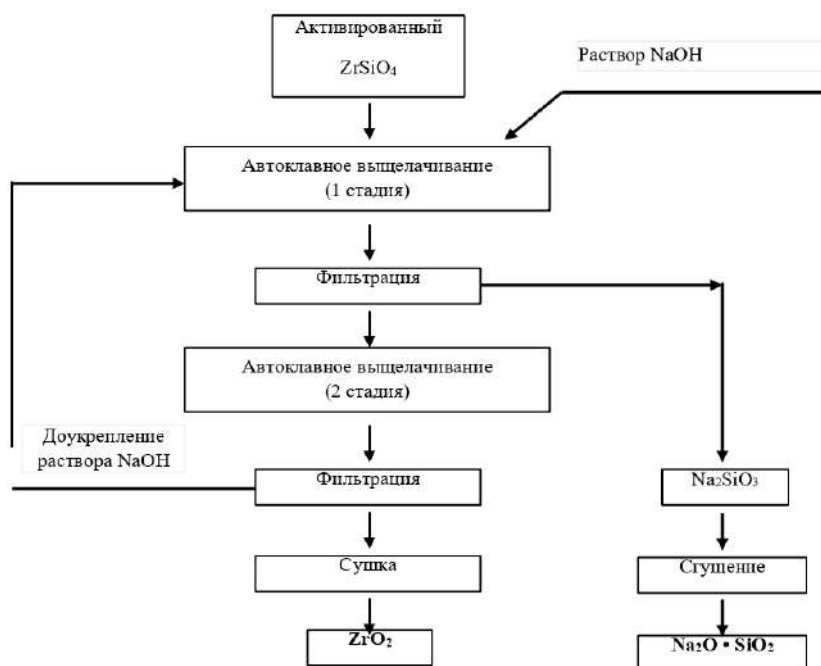 Активированный
ZrSiO₄
Раствор NaOH
Автоклавное выщелачивание
(1 стадия)
Фильтрация
Автоклавное выщелачивание
(2 стадия)
Доукрепление
раствора NaOH
Фильтрация
Na₂SiO₃
Сушка
Сгущение
ZrO₂
Na₂O ▪ SiO₂